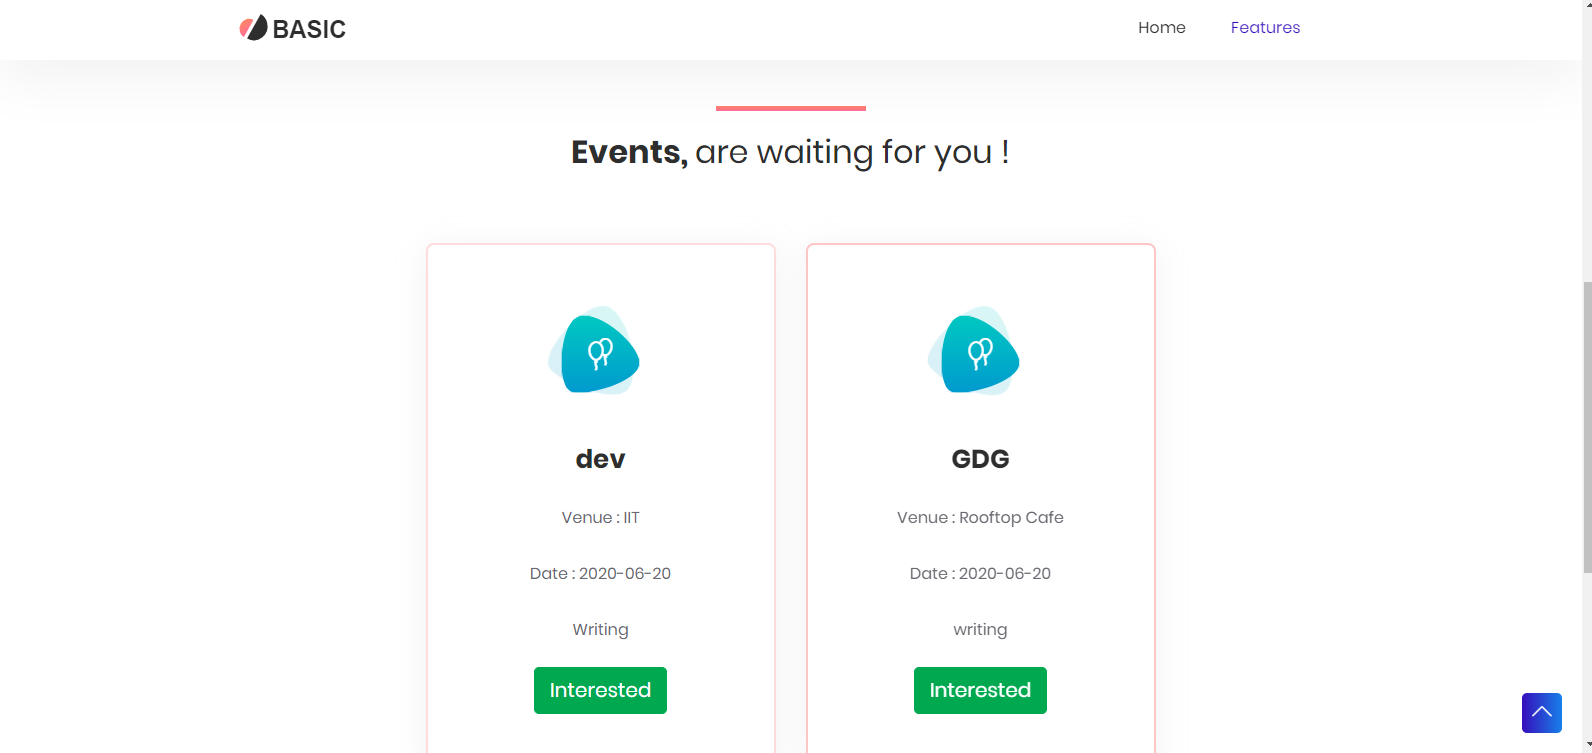 BASIC
Home Features
Events, are waiting for you !
dev
Venue : IIT
Date : 2020-06-20
Writing
Interested
GDG
Venue : Rooftop Cafe
Date : 2020-06-20
writing
Interested